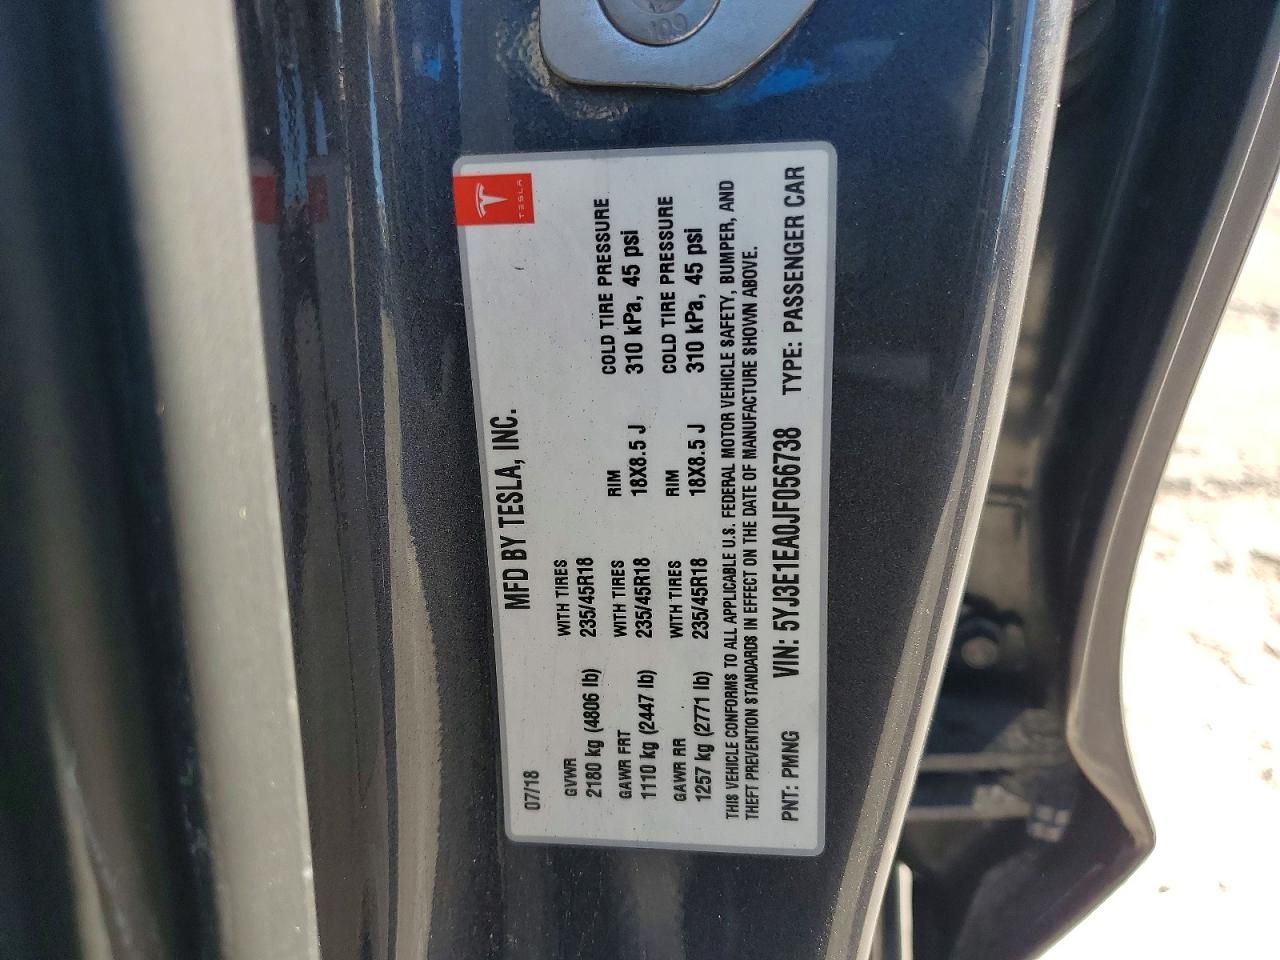 TESLA
MFD BY TESLA, INC.
07/18
GVWR WITH TIRES
2180 kg (4806 lb) 235/45R18
GAWR FRT WITH TIRES RIM COLD TIRE PRESSURE
1110 kg (2447 lb) 235/45R18 18X8.5 J 310 kPa, 45 psi
GAWR RR WITH TIRES RIM COLD TIRE PRESSURE
1257 kg (2771 lb) 235/45R18 18X8.5 J 310 kPa, 45 psi
THIS VEHICLE CONFORMS TO ALL APPLICABLE U.S. FEDERAL MOTOR VEHICLE SAFETY, BUMPER, AND
THEFT PREVENTION STANDARDS IN EFFECT ON THE DATE OF MANUFACTURE SHOWN ABOVE.
PNT: PMNG VIN: 5YJ3E1EA0JF056738 TYPE: PASSENGER CAR